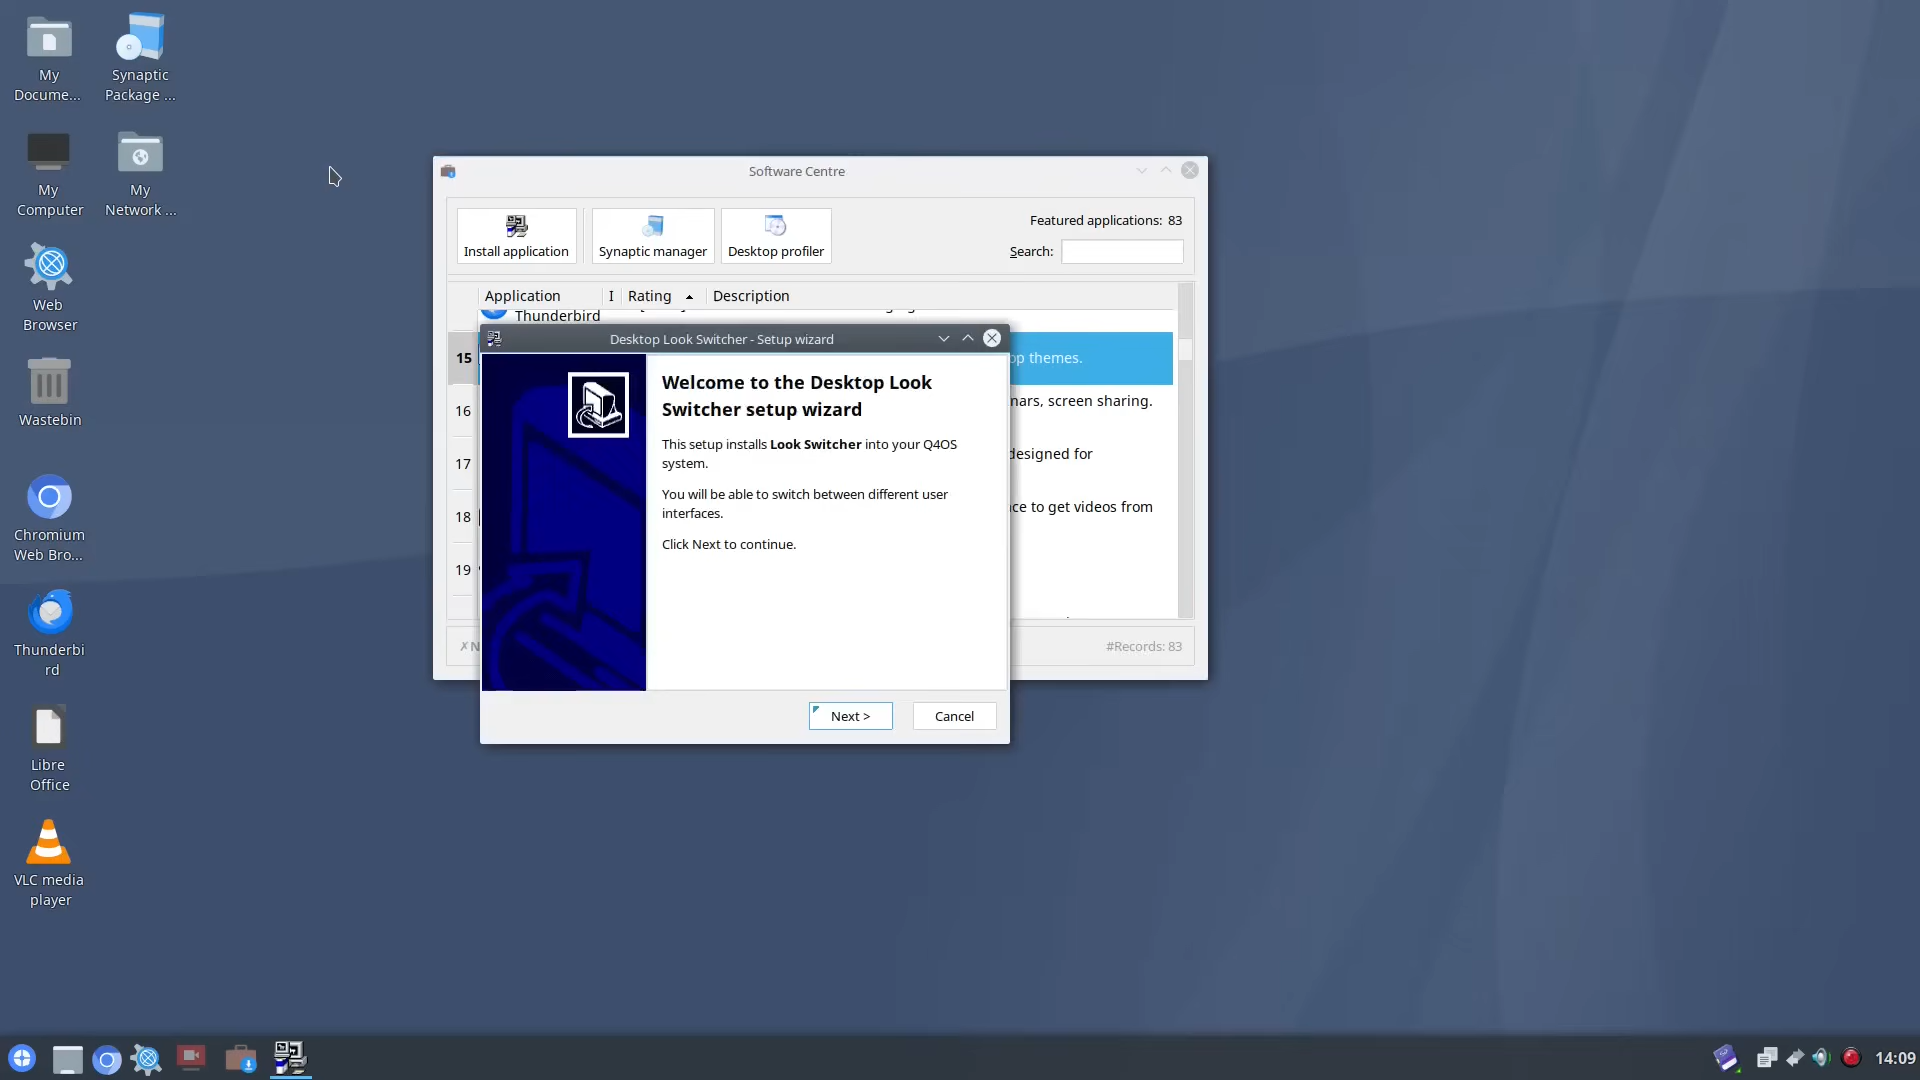 My
Docume...
Synaptic
Package ...
My
Computer
My
Network ...
Web
Browser
Wastebin
Chromium
Web Bro...
Thunderbi
rd
Libre
Office
VLC media
player
Software Centre
Install application
Synaptic manager
Desktop profiler
Featured applications: 83
Search:
Application I Rating Description
Thunderbird
15
op themes.
16
nars, screen sharing.
17
designed for
18
ace to get videos from
19
#Records: 83
Desktop Look Switcher - Setup wizard
Welcome to the Desktop Look
Switcher setup wizard
This setup installs Look Switcher into your Q4OS
system.
You will be able to switch between different user
interfaces.
Click Next to continue.
Next >
Cancel
14:09